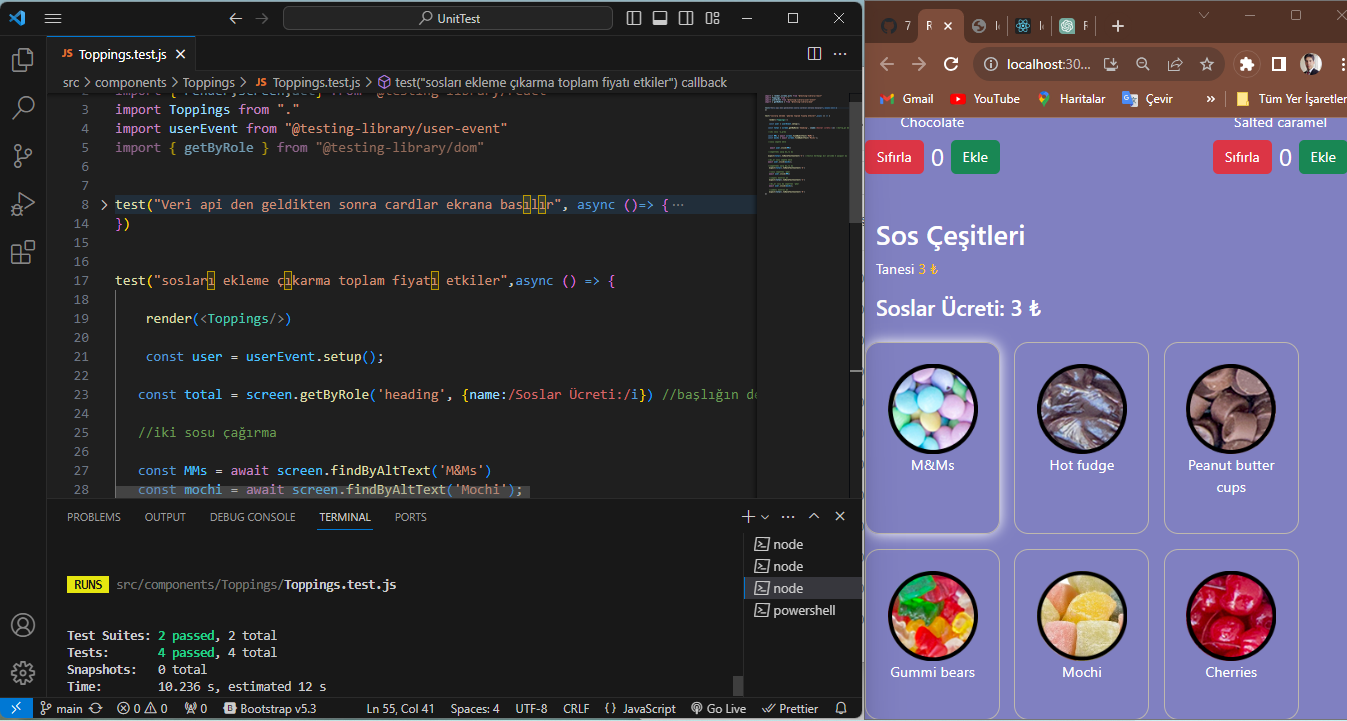 UnitTest
JS Toppings.test.js
src > components > Toppings > JS Toppings.test.js > test("sosları ekleme çıkarma toplam fiyatı etkiler") callback
3 import Toppings from "."
4 import userEvent from "@testing-library/user-event"
5 import { getByRole } from "@testing-library/dom"
6
7
8 test("Veri api den geldikten sonra cardlar ekrana basılır", async ()=> { ···
14 })
15
16
17 test("sosları ekleme çıkarma toplam fiyatı etkiler",async () => {
18
19 render(<Toppings/>)
20
21 const user = userEvent.setup();
22
23 const total = screen.getByRole('heading', {name:/Soslar Ücreti:/i}) //başlığın de
24
25 //iki sosu çağırma
26
27 const MMs = await screen.findByAltText('M&Ms')
28 const mochi = await screen.findByAltText('Mochi');
PROBLEMS OUTPUT DEBUG CONSOLE TERMINAL PORTS
node
node
node
powershell
RUNS src/components/Toppings/Toppings.test.js
Test Suites: 2 passed, 2 total
Tests: 4 passed, 4 total
Snapshots: 0 total
Time: 10.236 s, estimated 12 s
main 0 0 0 Bootstrap v5.3 Ln 55, Col 41 Spaces: 4 UTF-8 CRLF {} JavaScript Go Live Prettier
7 R
localhost:30...
Gmail YouTube Haritalar Çevir » Tüm Yer İşaretler
Chocolate
Salted caramel
Sıfırla 0 Ekle
Sıfırla 0 Ekle
Sos Çeşitleri
Tanesi 3 ₺
Soslar Ücreti: 3 ₺
M&Ms
Hot fudge
Peanut butter
cups
Gummi bears
Mochi
Cherries